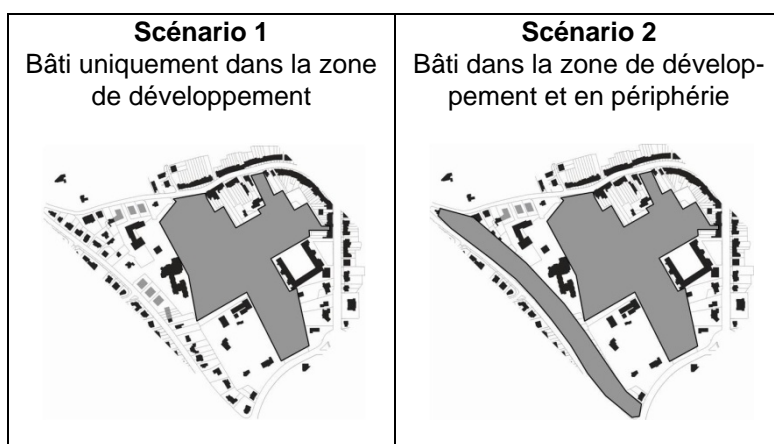 Scénario 1
Bâti uniquement dans la zone
de développement
Scénario 2
Bâti dans la zone de dévelop-
pement et en périphérie